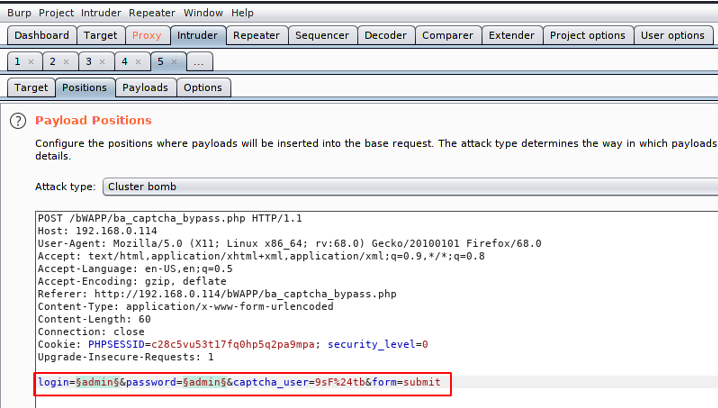 Burp Project Intruder Repeater Window Help
Dashboard Target Proxy Intruder Repeater Sequencer Decoder Comparer Extender Project options User options
1 × 2 × 3 × 4 × 5 × ...
Target Positions Payloads Options
? Payload Positions
Configure the positions where payloads will be inserted into the base request. The attack type determines the way in which payloads
details.
Attack type: Cluster bomb
POST /bWAPP/ba_captcha_bypass.php HTTP/1.1
Host: 192.168.0.114
User-Agent: Mozilla/5.0 (X11; Linux x86_64; rv:68.0) Gecko/20100101 Firefox/68.0
Accept: text/html,application/xhtml+xml,application/xml;q=0.9,*/*;q=0.8
Accept-Language: en-US,en;q=0.5
Accept-Encoding: gzip, deflate
Referer: http://192.168.0.114/bWAPP/ba_captcha_bypass.php
Content-Type: application/x-www-form-urlencoded
Content-Length: 60
Connection: close
Cookie: PHPSESSID=c28c5vu53t17fq0hp5q2pa9mpa; security_level=0
Upgrade-Insecure-Requests: 1
login=§admin§&password=§admin§&captcha_user=9sF%24tb&form=submit